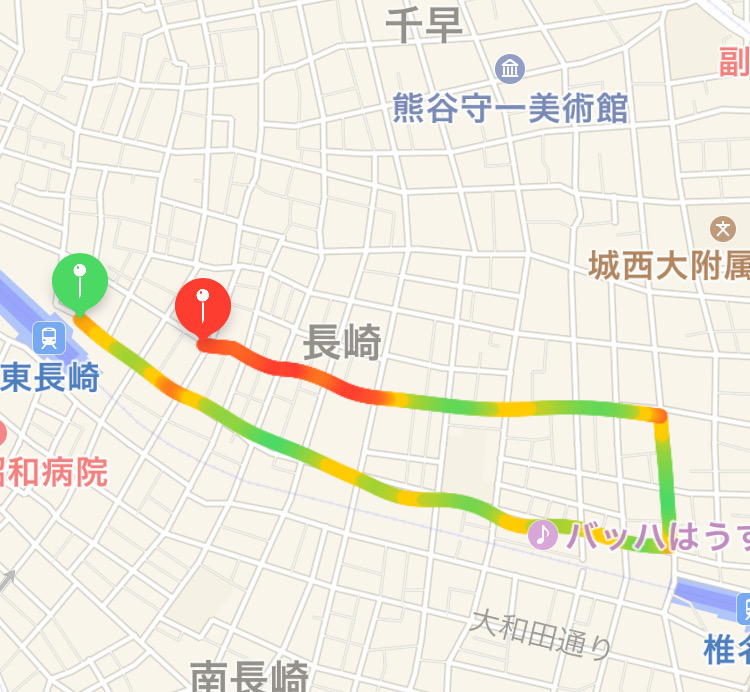 千早
副
熊谷守一美術館
城西大附属
長崎
東長崎
昭和病院
バッハはうす
大和田通り
椎名
南長崎